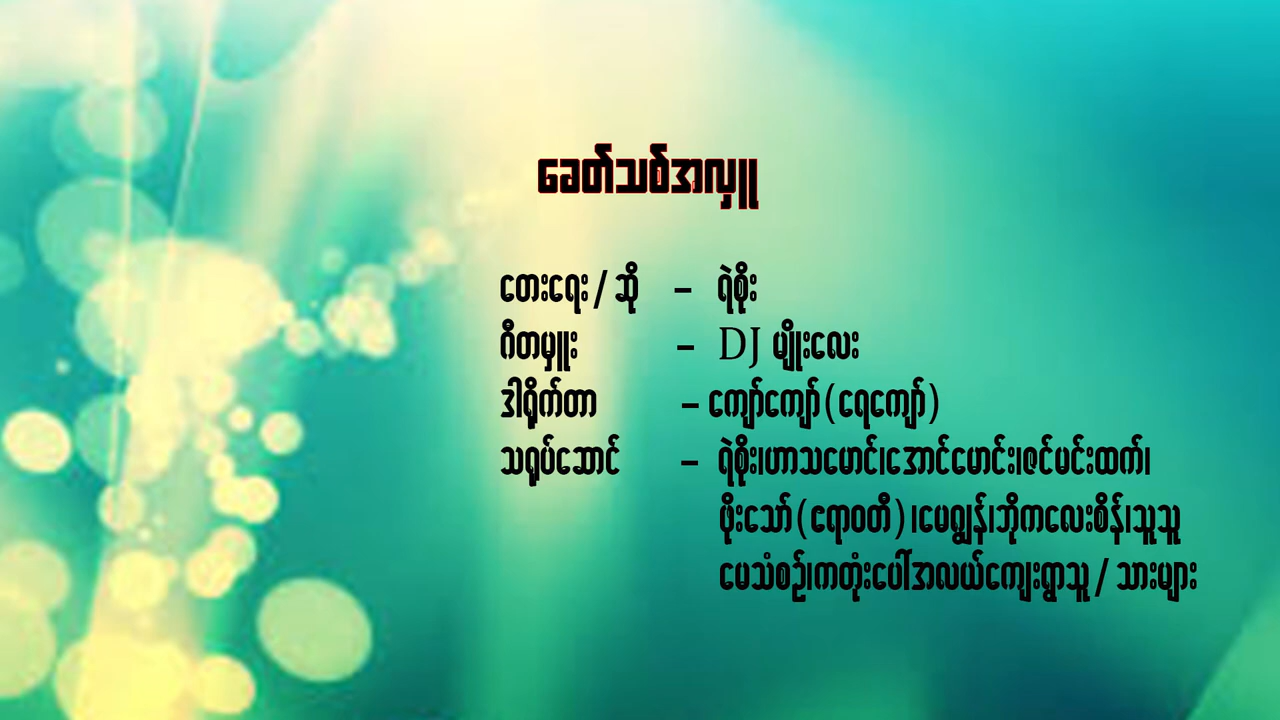 ခေတ်သစ်အလှူ
တေးရေး / ဆို – ရဲစိုး
ဂီတမှူး – DJ မျိုးလေး
ဒါရိုက်တာ – ကျော်ကျော် ( ရေကျော် )
သရုပ်ဆောင် – ရဲစိုး၊ဟာသမောင်၊အောင်မောင်း၊ဇင်မင်းထက်၊
ဖိုးသော် ( ဧရာဝတီ ) ၊မေရွှန်၊ဘိုကလေးစိန်၊သူသူ
မေသံစဉ်၊ကတုံးပေါ်အလယ်ကျေးရွာသူ / သားများ